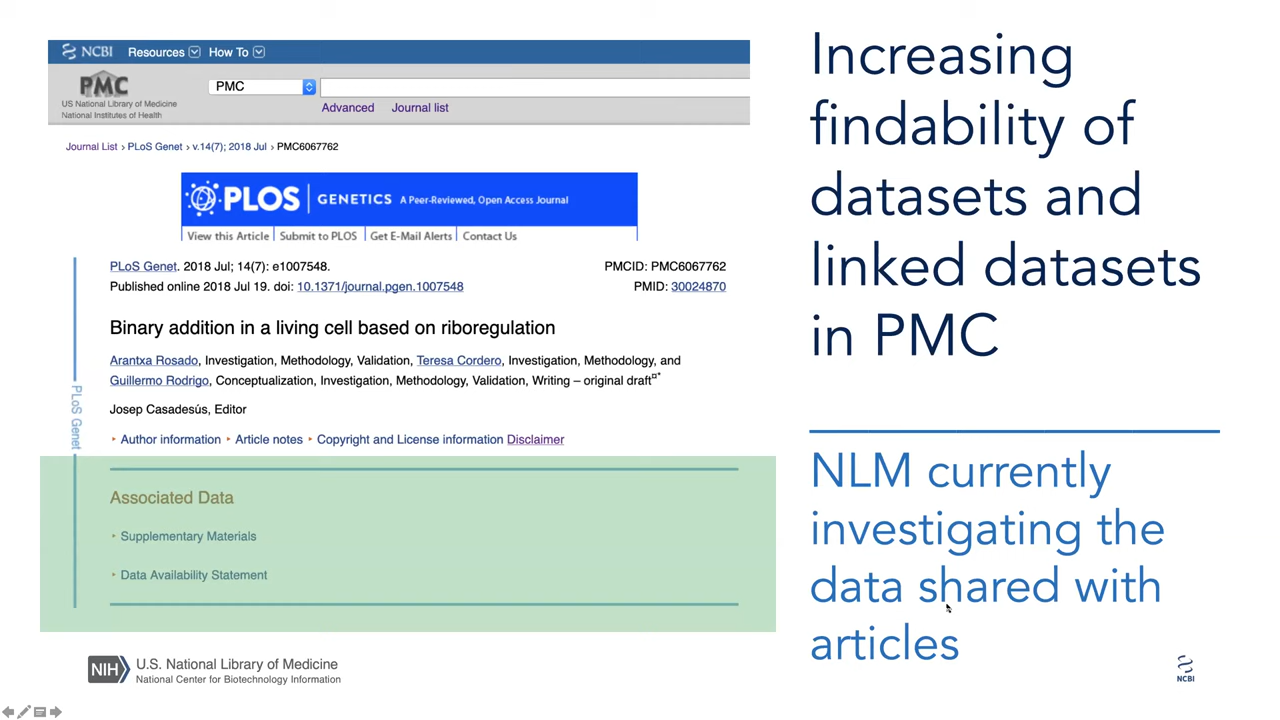 NCBI Resources How To
PMC
US National Library of Medicine
National Institutes of Health
PMC
Advanced Journal list
Journal List › PLoS Genet › v.14(7); 2018 Jul › PMC6067762
PLOS | GENETICS A Peer-Reviewed, Open Access Journal
View this Article | Submit to PLOS | Get E-Mail Alerts | Contact Us
PLoS Genet
PLoS Genet. 2018 Jul; 14(7): e1007548. PMCID: PMC6067762
Published online 2018 Jul 19. doi: 10.1371/journal.pgen.1007548 PMID: 30024870
Binary addition in a living cell based on riboregulation
Arantxa Rosado, Investigation, Methodology, Validation, Teresa Cordero, Investigation, Methodology, and
Guillermo Rodrigo, Conceptualization, Investigation, Methodology, Validation, Writing – original draft¤*
Josep Casadesús, Editor
Author information Article notes Copyright and License information Disclaimer
Associated Data
Supplementary Materials
Data Availability Statement
NIH U.S. National Library of Medicine
National Center for Biotechnology Information
Increasing
findability of
datasets and
linked datasets
in PMC
NLM currently
investigating the
data shared with
articles
NCBI